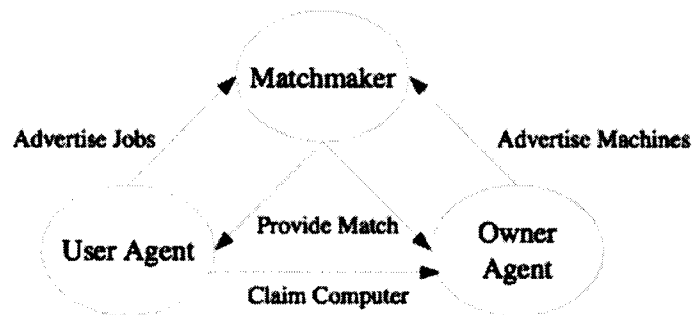 Matchmaker
Advertise Jobs
Advertise Machines
Provide Match
User Agent
Owner
Agent
Claim Computer